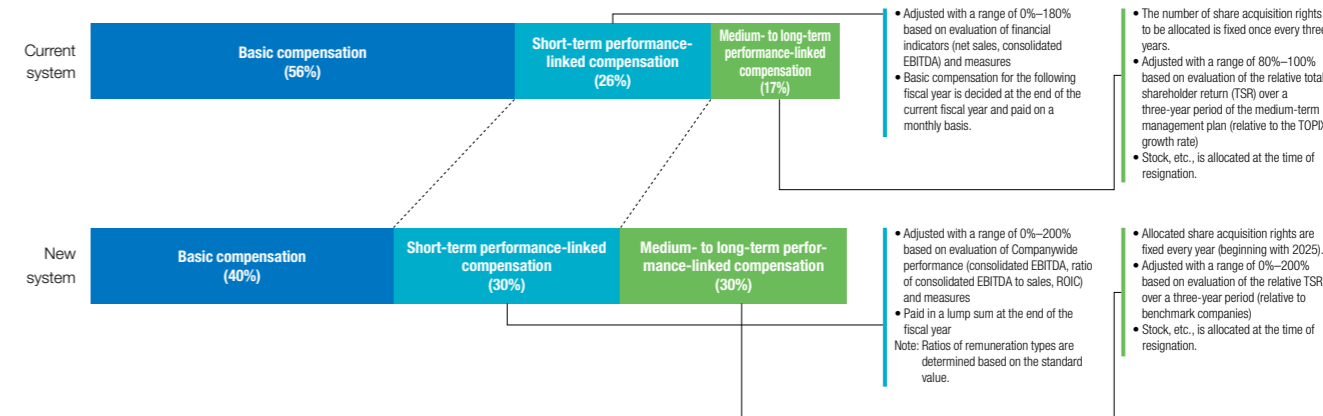 Current
system
Basic compensation
(56%)
Short-term performance-
linked compensation
(26%)
Medium- to long-term
performance-linked
compensation
(17%)
• Adjusted with a range of 0%–180%
based on evaluation of financial
indicators (net sales, consolidated
EBITDA) and measures
• Basic compensation for the following
fiscal year is decided at the end of the
current fiscal year and paid on a
monthly basis.
• The number of share acquisition rights
to be allocated is fixed once every three
years.
• Adjusted with a range of 80%–100%
based on evaluation of the relative total
shareholder return (TSR) over a
three-year period of the medium-term
management plan (relative to the TOPIX
growth rate)
• Stock, etc., is allocated at the time of
resignation.
New
system
Basic compensation
(40%)
Short-term performance-linked
compensation
(30%)
Medium- to long-term perfor-
mance-linked compensation
(30%)
• Adjusted with a range of 0%–200%
based on evaluation of Companywide
performance (consolidated EBITDA, ratio
of consolidated EBITDA to sales, ROIC)
and measures
• Paid in a lump sum at the end of the
fiscal year
Note: Ratios of remuneration types are
determined based on the standard
value.
• Allocated share acquisition rights are
fixed every year (beginning with 2025).
• Adjusted with a range of 0%–200%
based on evaluation of the relative TSR
over a three-year period (relative to
benchmark companies)
• Stock, etc., is allocated at the time of
resignation.